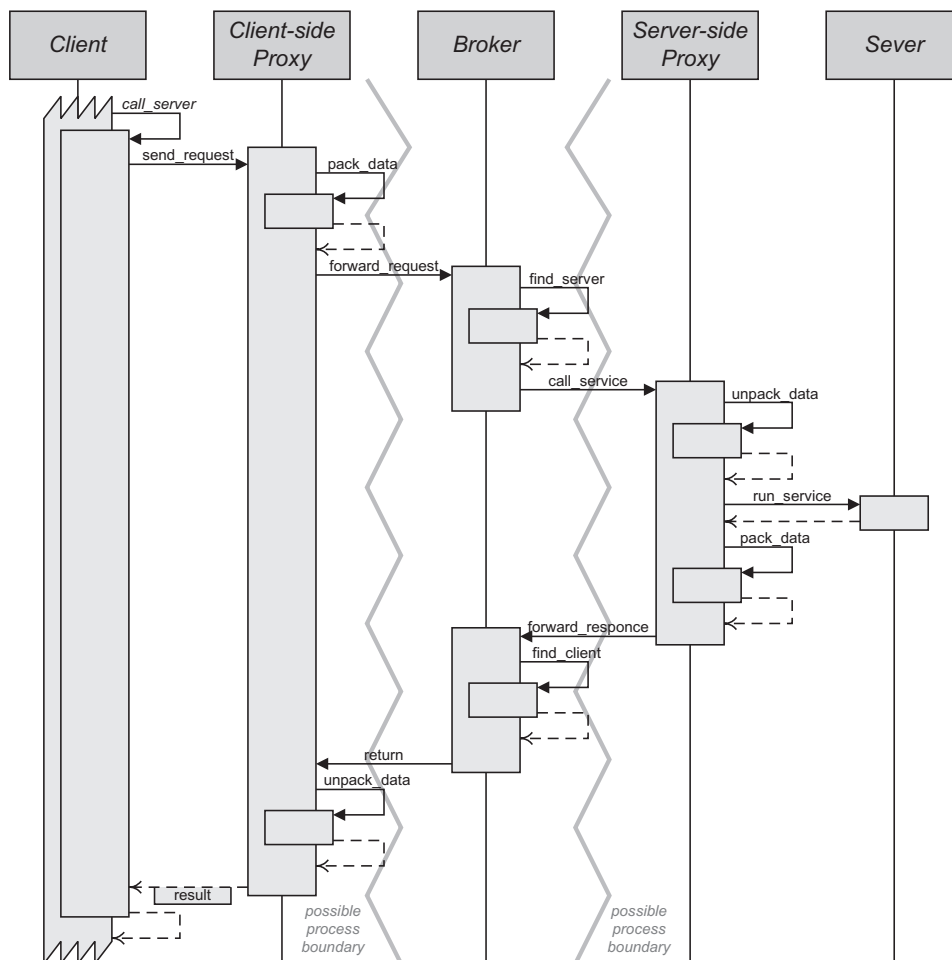 Client
Client-side
Proxy
Broker
Server-side
Proxy
Sever
call_server
send_request
pack_data
forward_request
find_server
call_service
unpack_data
run_service
pack_data
forward_responce
find_client
return
unpack_data
result
possible
process
boundary
possible
process
boundary